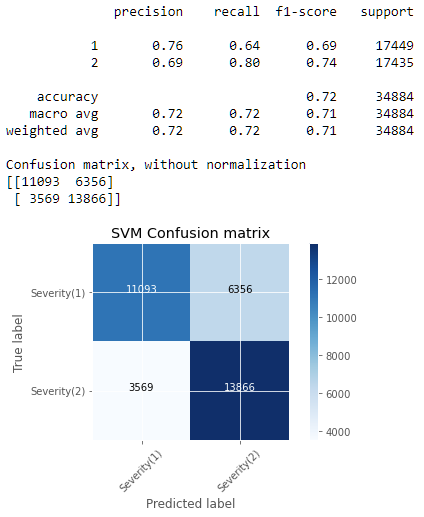 precision recall f1-score support
1 0.76 0.64 0.69 17449
2 0.69 0.80 0.74 17435
accuracy 0.72 34884
macro avg 0.72 0.72 0.71 34884
weighted avg 0.72 0.72 0.71 34884
Confusion matrix, without normalization
[[11093 6356]
[ 3569 13866]]
SVM Confusion matrix
Severity(1) 11093 6356
Severity(2) 3569 13866
True label
Severity(1) Severity(2)
Predicted label
12000
10000
8000
6000
4000